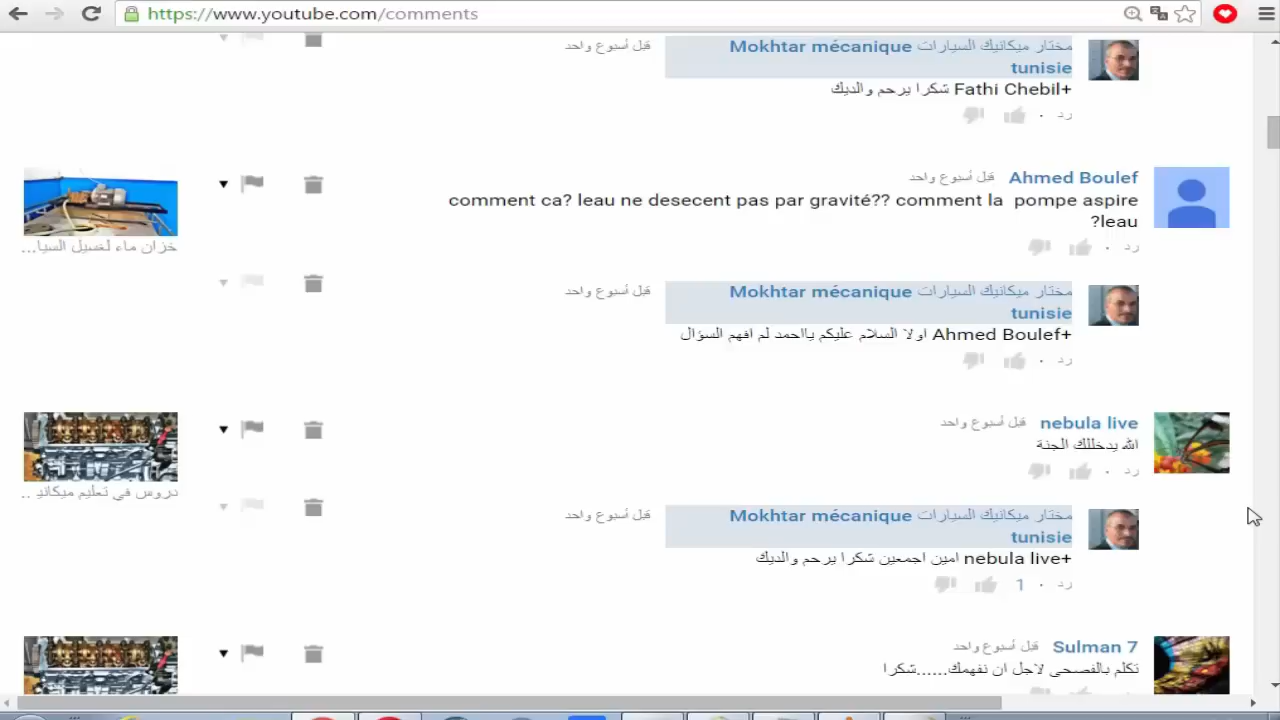 https://www.youtube.com/comments
مختار ميكانيك السيارات Mokhtar mécanique
tunisie
قبل أسبوع واحد
+Fathi Chebil شكرا يرحم والديك
رد
Ahmed Boulef
قبل أسبوع واحد
comment ca? leau ne desecent pas par gravité?? comment la pompe aspire
leau?
رد
خزان ماء لغسيل السيا...
مختار ميكانيك السيارات Mokhtar mécanique
tunisie
قبل أسبوع واحد
+Ahmed Boulef اولا السلام عليكم يااحمد لم افهم السؤال
رد
nebula live
قبل أسبوع واحد
الله يدخلك الجنة
رد
دروس في تعليم ميكانيـ ..
مختار ميكانيك السيارات Mokhtar mécanique
tunisie
قبل أسبوع واحد
+nebula live امين اجمعين شكرا يرحم والديك
رد · 1
Sulman 7
قبل أسبوع واحد
تكلم بالفصحى لاجل ان نفهمك......شكرا